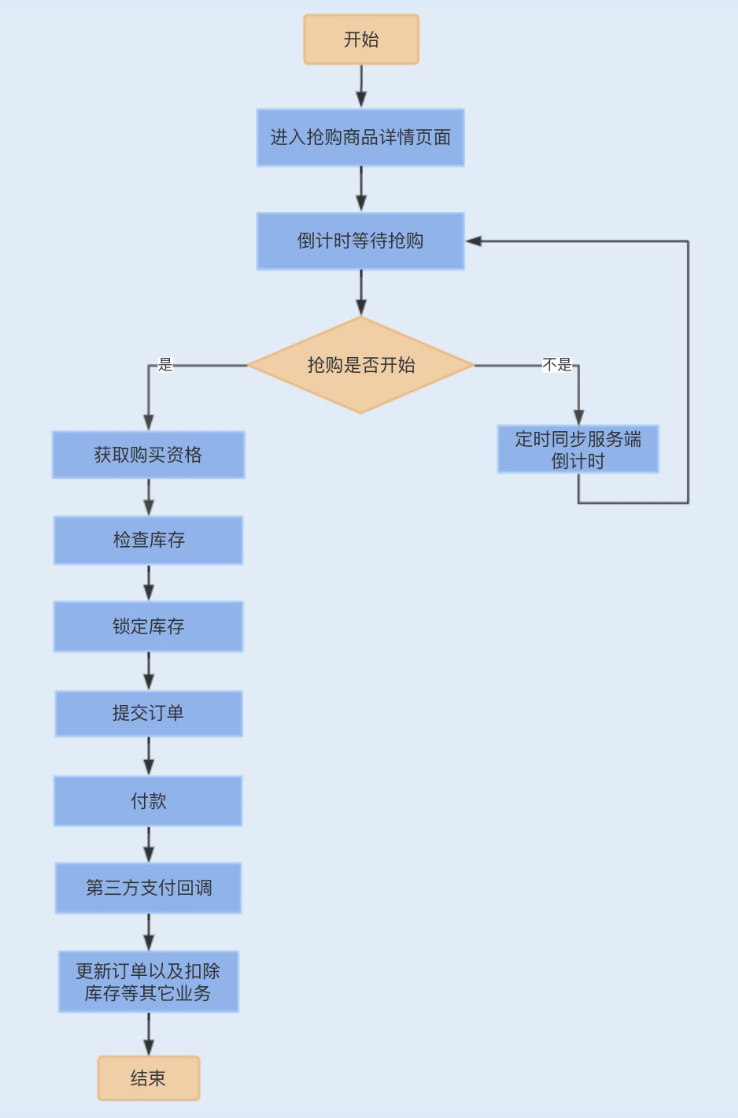 开始
进入抢购商品详情页面
倒计时等待抢购
抢购是否开始
是
不是
获取购买资格
定时同步服务端
倒计时
检查库存
锁定库存
提交订单
付款
第三方支付回调
更新订单以及扣除
库存等其它业务
结束